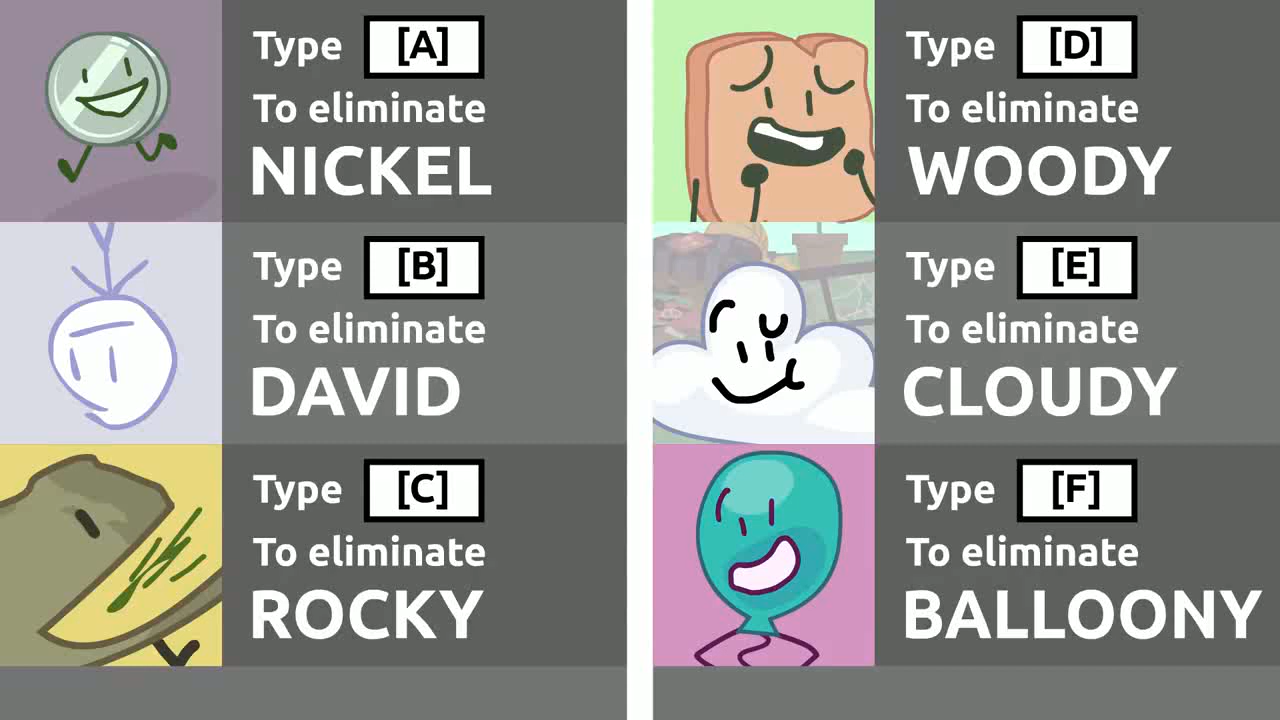 Type [A]
To eliminate
NICKEL
Type [B]
To eliminate
DAVID
Type [C]
To eliminate
ROCKY
Type [D]
To eliminate
WOODY
Type [E]
To eliminate
CLOUDY
Type [F]
To eliminate
BALLOONY